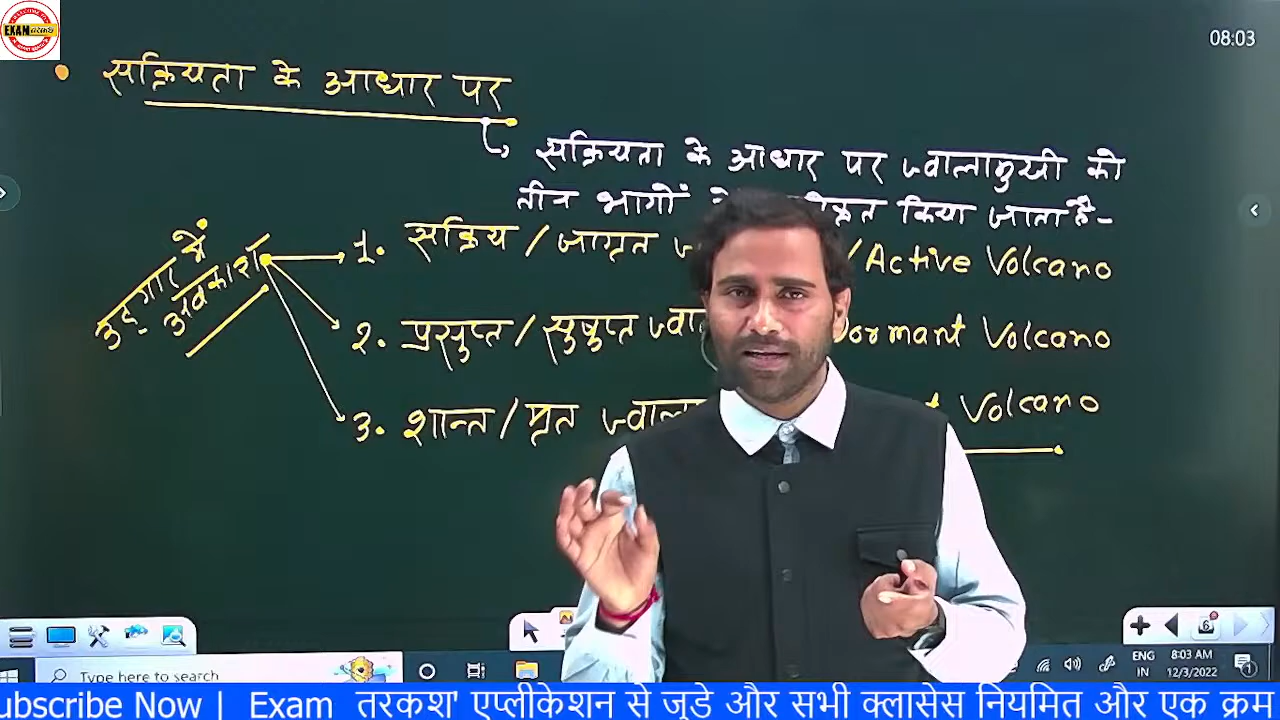 EXAM तरकश
08:03
सक्रियता के आधार पर
सक्रियता के आधार पर ज्वालामुखी को
तीन भागों किया जाता है-
उद्गार में
अवकाश
1. सक्रिय / जाग्रत / Active Volcano
2. प्रसुप्त / सुषुप्त Dormant Volcano
3. शान्त / मृत Volcano
Type here to search
ENG
IN
8:03 AM
12/3/2022
ubscribe Now | Exam तरकश' एप्लीकेशन से जुडे और सभी क्लासेस नियमित और एक क्रम